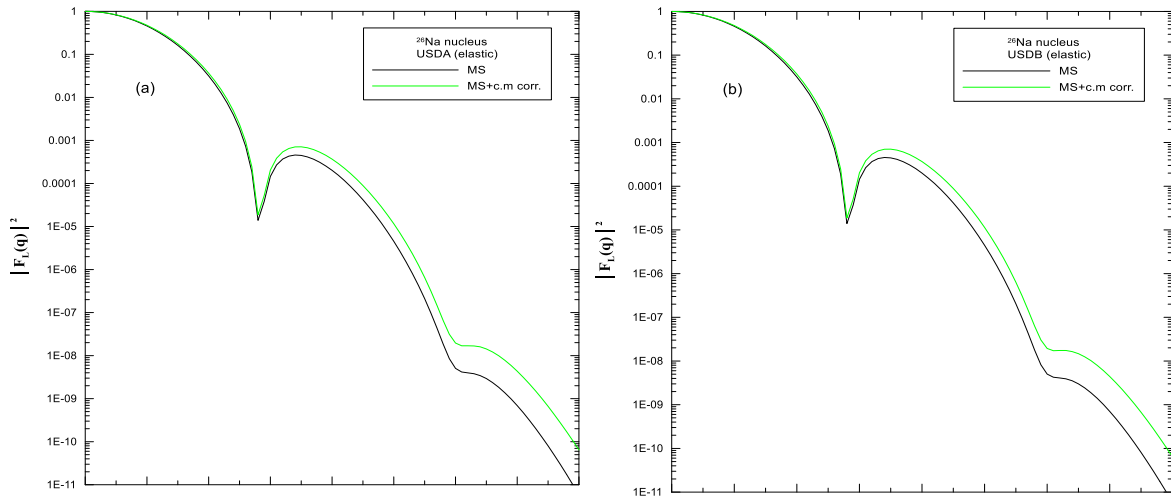 1
0.1
0.01
0.001
0.0001
1E-05
1E-06
1E-07
1E-08
1E-09
1E-10
1E-11
|F_L(q)|²
(a)
²⁶Na nucleus
USDA (elastic)
MS
MS+c.m corr.
1
0.1
0.01
0.001
0.0001
1E-05
1E-06
1E-07
1E-08
1E-09
1E-10
1E-11
|F_L(q)|²
(b)
²⁶Na nucleus
USDB (elastic)
MS
MS+c.m corr.